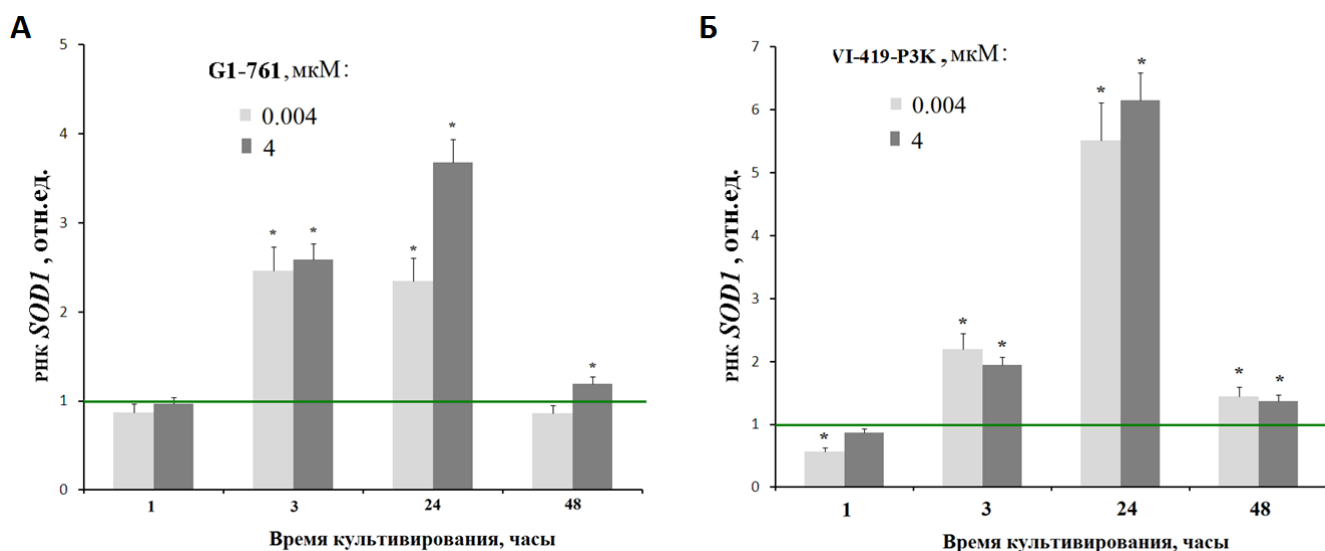 А
5
4
3
2
1
0
РНК SOD1 , отн.ед.
G1-761, мкМ:
0.004
4
* * * * *
1 3 24 48
Время культивирования, часы
Б
7
6
5
4
3
2
1
0
РНК SOD1 , отн.ед.
VI-419-P3K , мкМ:
0.004
4
* * * * * * *
1 3 24 48
Время культивирования, часы